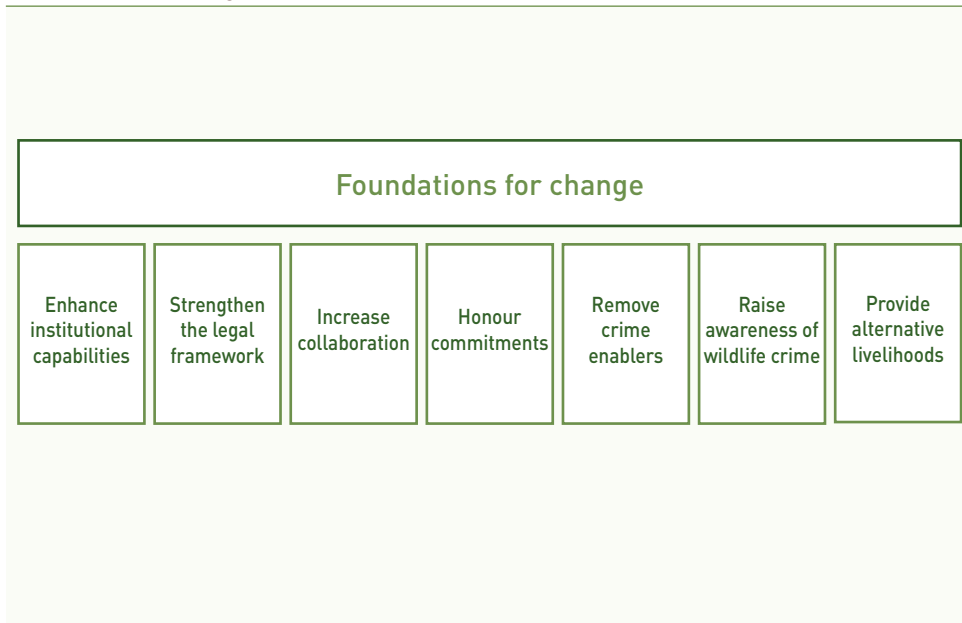 Foundations for change
Enhance
institutional
capabilities
Strengthen
the legal
framework
Increase
collaboration
Honour
commitments
Remove
crime
enablers
Raise
awareness of
wildlife crime
Provide
alternative
livelihoods